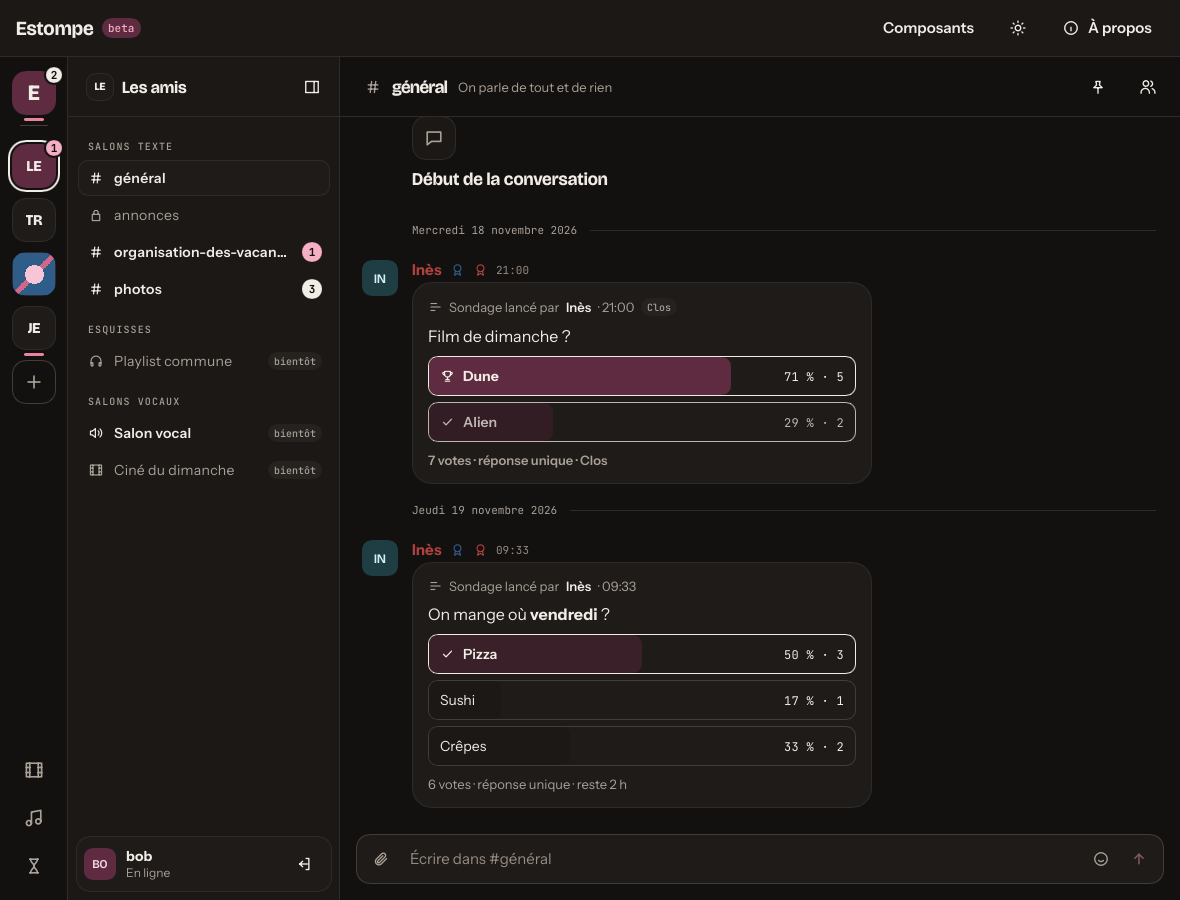 Estompe beta
Composants
À propos
E 2
LE 1
TR
JE
LE Les amis
SALONS TEXTE
# général
annonces
# organisation-des-vacan... 1
# photos 3
ESQUISSES
Playlist commune bientôt
SALONS VOCAUX
Salon vocal bientôt
Ciné du dimanche bientôt
BO bob
En ligne
# général On parle de tout et de rien
Début de la conversation
Mercredi 18 novembre 2026
IN Inès 21:00
Sondage lancé par Inès · 21:00 Clos
Film de dimanche ?
Dune 71 % · 5
Alien 29 % · 2
7 votes · réponse unique · Clos
Jeudi 19 novembre 2026
IN Inès 09:33
Sondage lancé par Inès · 09:33
On mange où vendredi ?
Pizza 50 % · 3
Sushi 17 % · 1
Crêpes 33 % · 2
6 votes · réponse unique · reste 2 h
Écrire dans #général